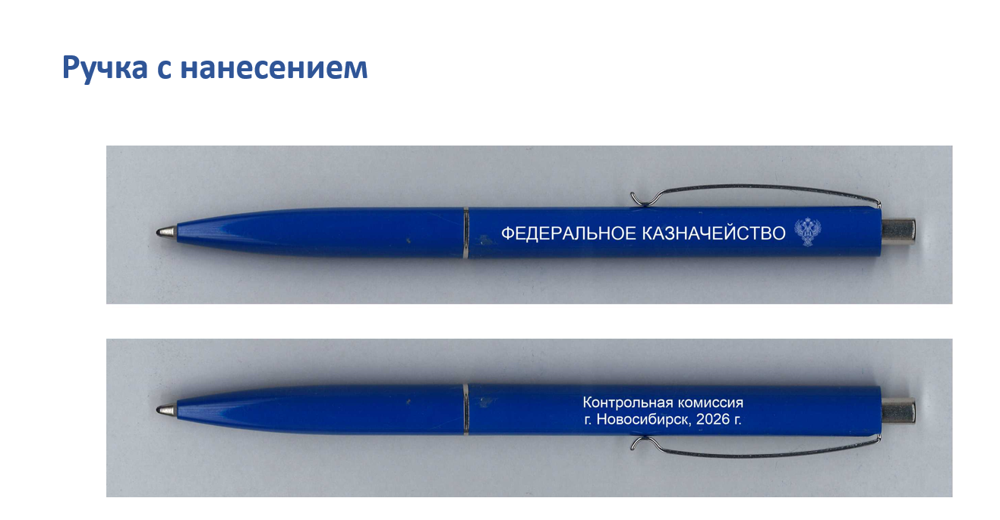 Ручка с нанесением
ФЕДЕРАЛЬНОЕ КАЗНАЧЕЙСТВО
Контрольная комиссия
г. Новосибирск, 2026 г.